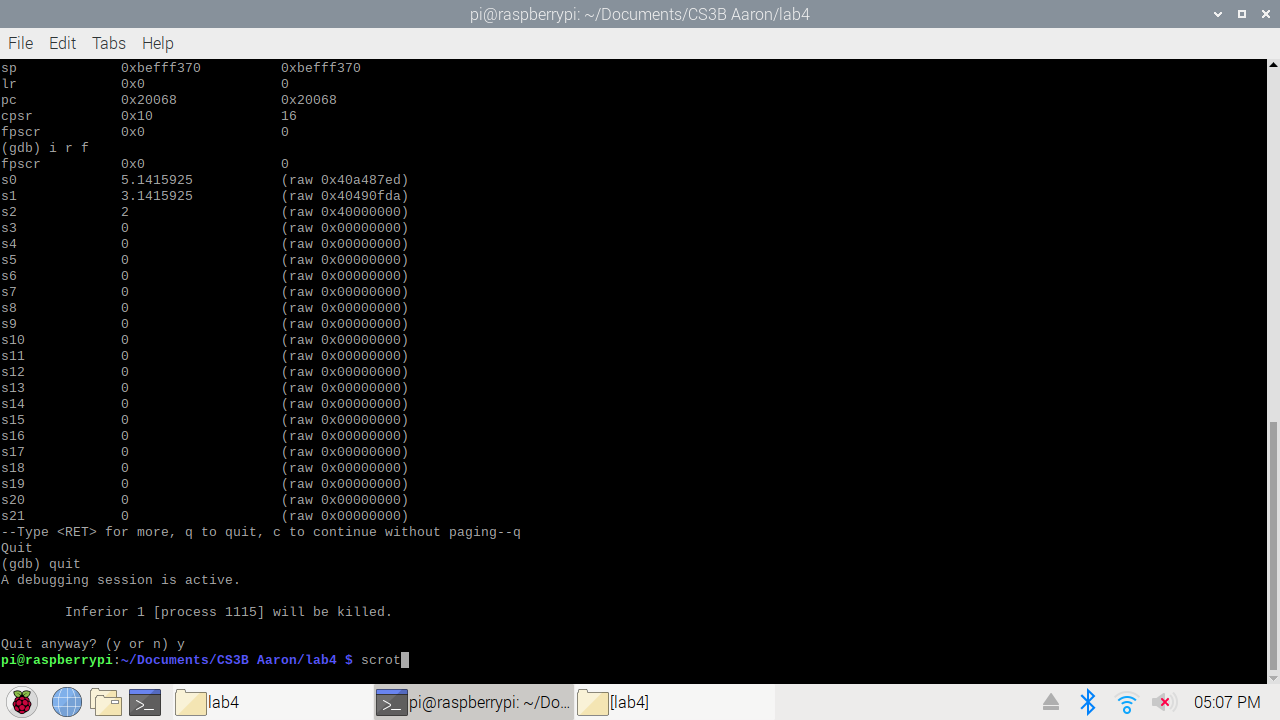 pi@raspberrypi: ~/Documents/CS3B Aaron/lab4
File Edit Tabs Help
sp 0xbefff370 0xbefff370
lr 0x0 0
pc 0x20068 0x20068
cpsr 0x10 16
fpscr 0x0 0
(gdb) i r f
fpscr 0x0 0
s0 5.1415925 (raw 0x40a487ed)
s1 3.1415925 (raw 0x40490fda)
s2 2 (raw 0x40000000)
s3 0 (raw 0x00000000)
s4 0 (raw 0x00000000)
s5 0 (raw 0x00000000)
s6 0 (raw 0x00000000)
s7 0 (raw 0x00000000)
s8 0 (raw 0x00000000)
s9 0 (raw 0x00000000)
s10 0 (raw 0x00000000)
s11 0 (raw 0x00000000)
s12 0 (raw 0x00000000)
s13 0 (raw 0x00000000)
s14 0 (raw 0x00000000)
s15 0 (raw 0x00000000)
s16 0 (raw 0x00000000)
s17 0 (raw 0x00000000)
s18 0 (raw 0x00000000)
s19 0 (raw 0x00000000)
s20 0 (raw 0x00000000)
s21 0 (raw 0x00000000)
--Type <RET> for more, q to quit, c to continue without paging--q
Quit
(gdb) quit
A debugging session is active.
Inferior 1 [process 1115] will be killed.
Quit anyway? (y or n) y
pi@raspberrypi:~/Documents/CS3B Aaron/lab4 $ scrot
lab4 pi@raspberrypi: ~/Do... [lab4] 05:07 PM